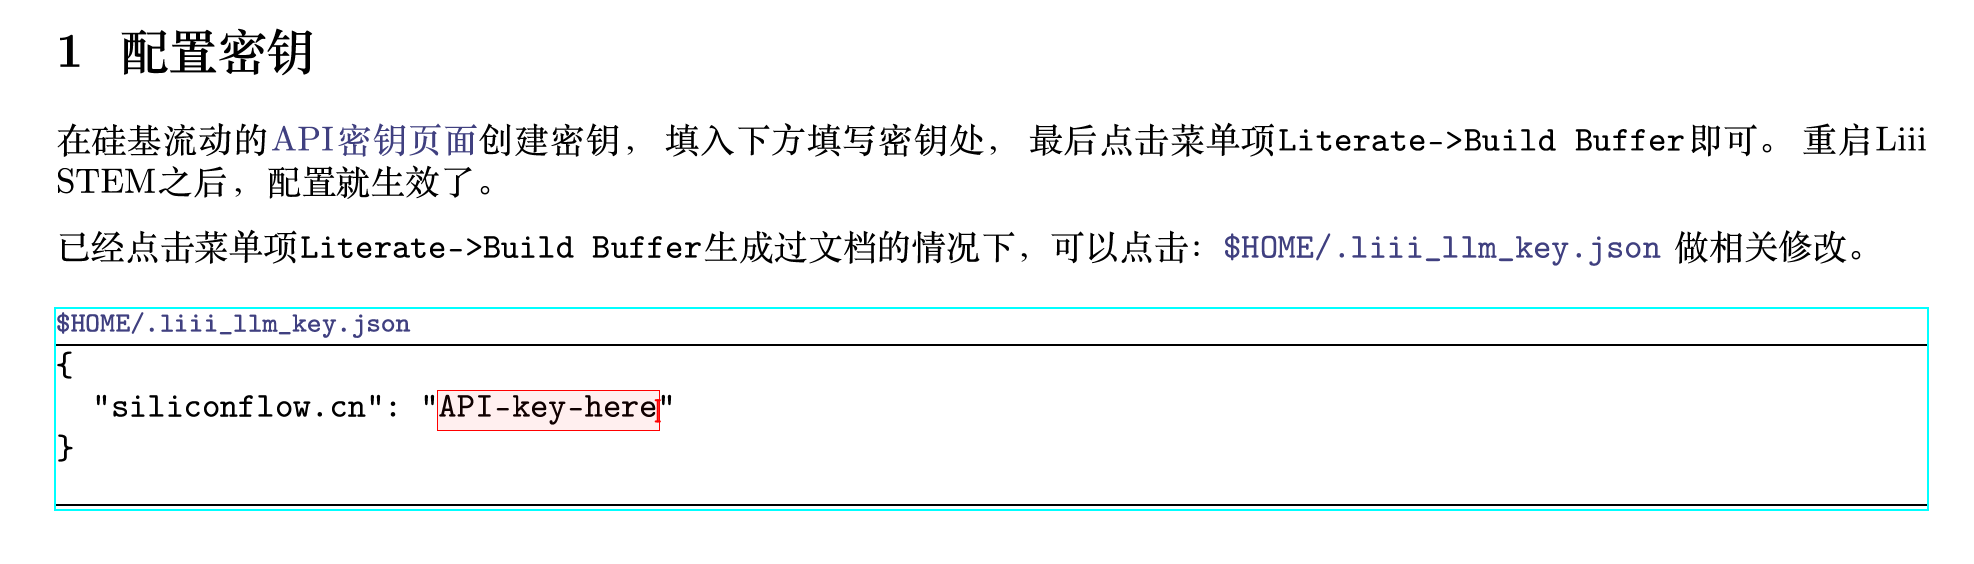 1 配置密钥
在硅基流动的API密钥页面创建密钥，填入下方填写密钥处，最后点击菜单项Literate->Build Buffer即可。重启Liii
STEM之后，配置就生效了。
已经点击菜单项Literate->Build Buffer生成过文档的情况下，可以点击：$HOME/.liii_llm_key.json 做相关修改。
$HOME/.liii_llm_key.json
{
  "siliconflow.cn": "API-key-here"
}